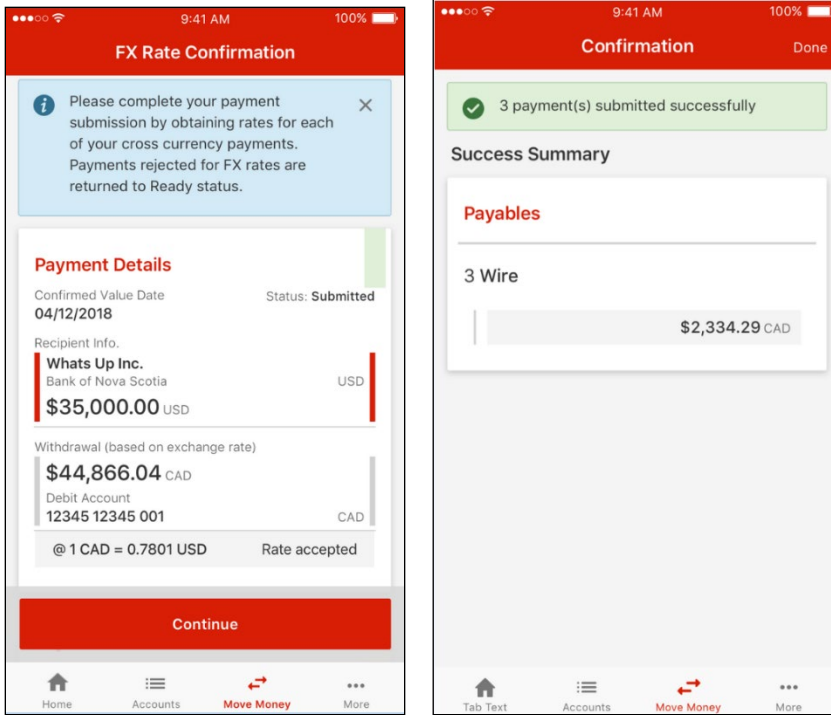 9:41 AM 100%
FX Rate Confirmation
Please complete your payment
submission by obtaining rates for each
of your cross currency payments.
Payments rejected for FX rates are
returned to Ready status.
Payment Details
Confirmed Value Date Status: Submitted
04/12/2018
Recipient Info.
Whats Up Inc.
Bank of Nova Scotia USD
$35,000.00 USD
Withdrawal (based on exchange rate)
$44,866.04 CAD
Debit Account
12345 12345 001 CAD
@ 1 CAD = 0.7801 USD Rate accepted
Continue
Home Accounts Move Money More
9:41 AM 100%
Confirmation Done
3 payment(s) submitted successfully
Success Summary
Payables
3 Wire
$2,334.29 CAD
Tab Text Accounts Move Money More